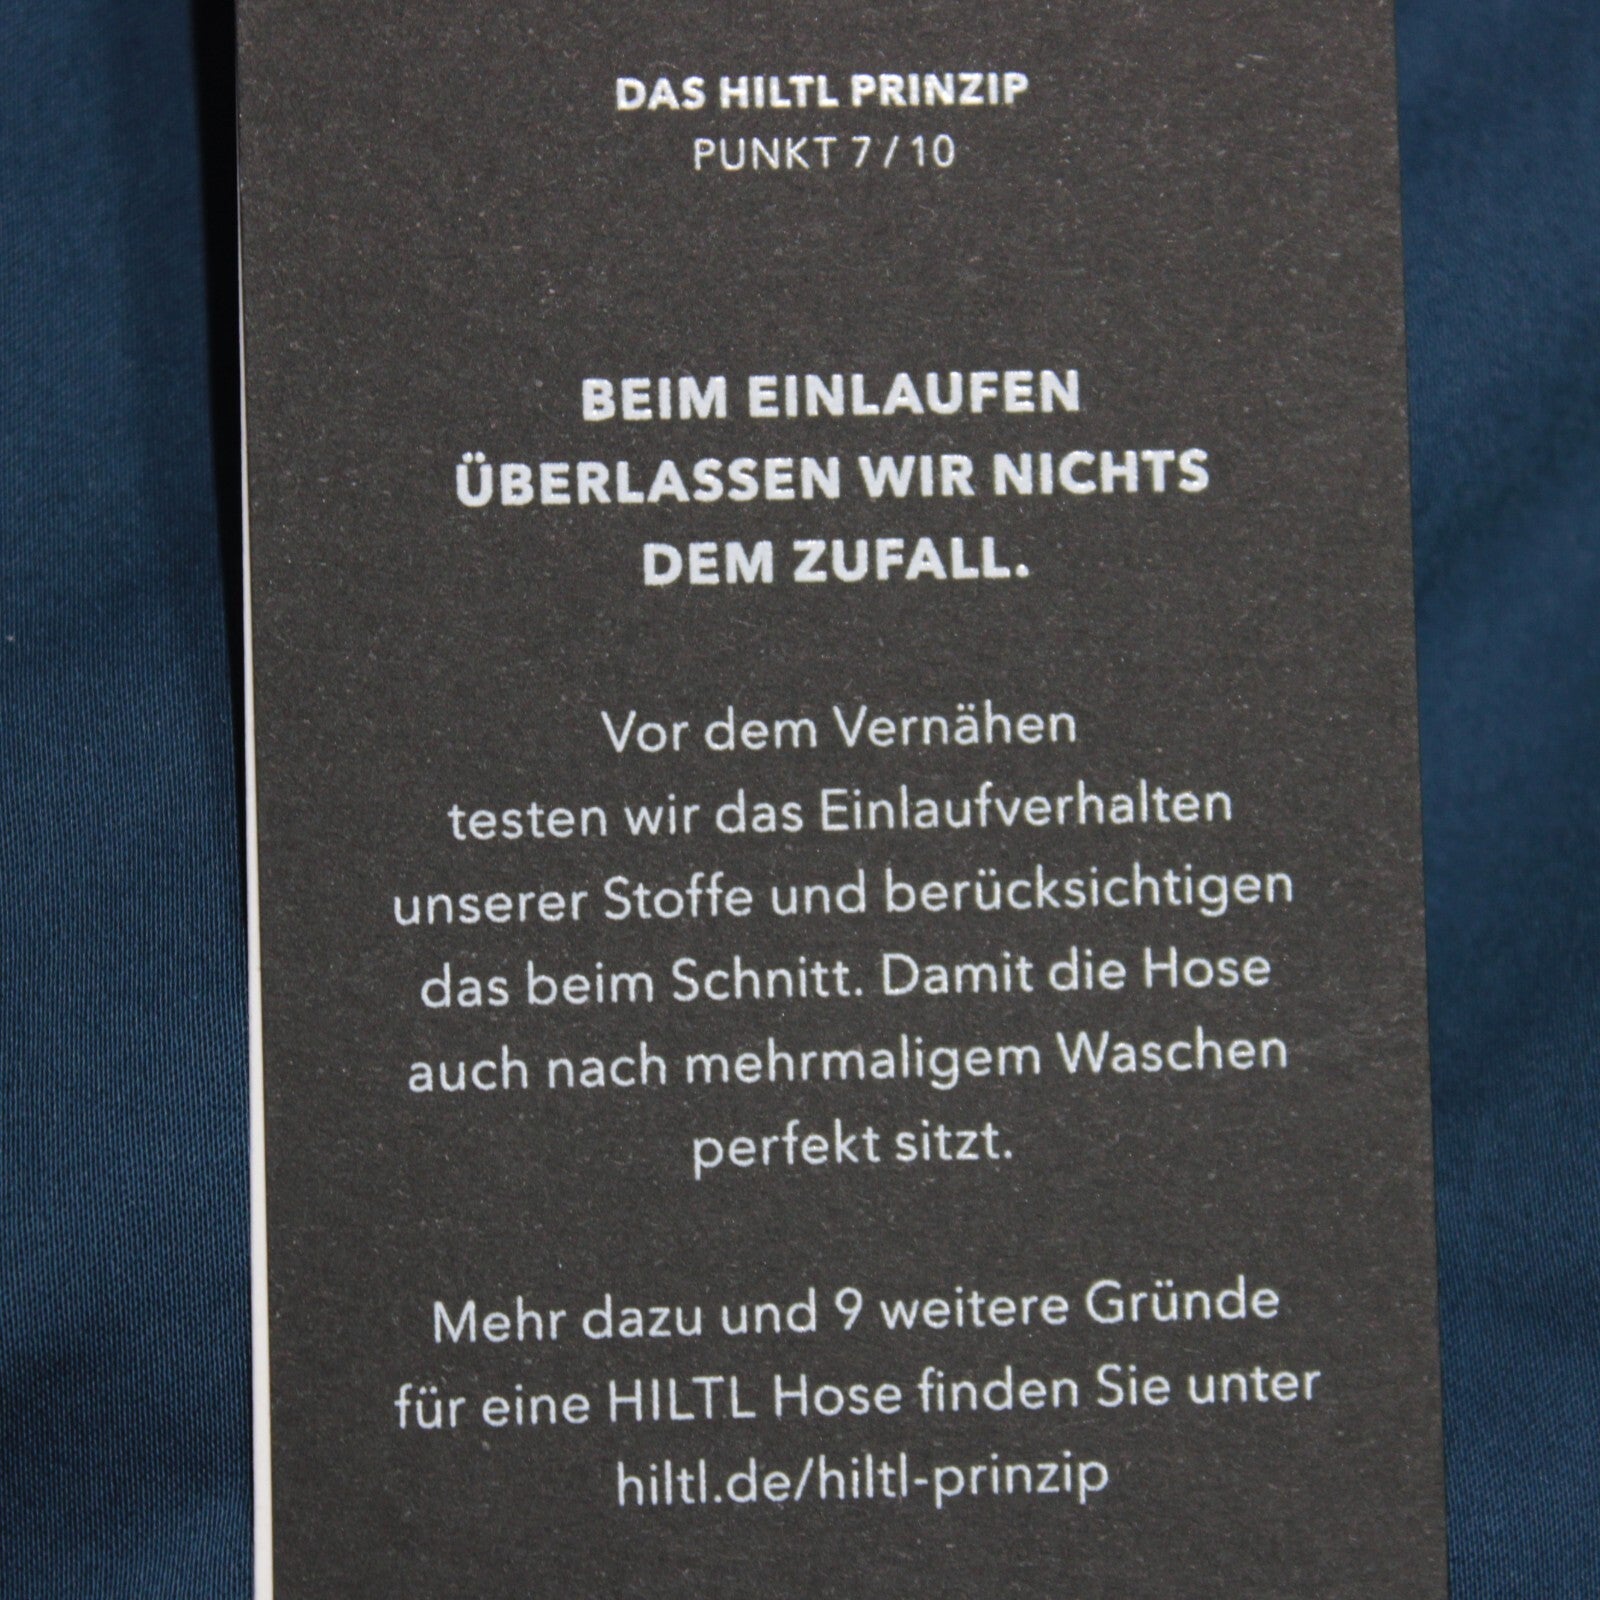 DAS HILTL PRINZIP
PUNKT 7/10
BEIM EINLAUFEN
ÜBERLASSEN WIR NICHTS
DEM ZUFALL.
Vor dem Vernähen
testen wir das Einlaufverhalten
unserer Stoffe und berücksichtigen
das beim Schnitt. Damit die Hose
auch nach mehrmaligem Waschen
perfekt sitzt.
Mehr dazu und 9 weitere Gründe
für eine HILTL Hose finden Sie unter
hiltl.de/hiltl-prinzip